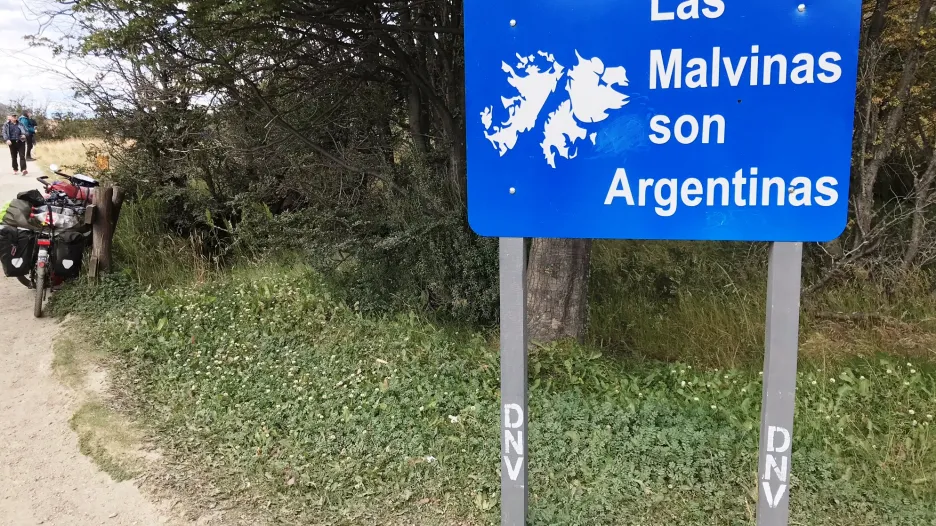 Las
Malvinas
son
Argentinas
DNV
DNV